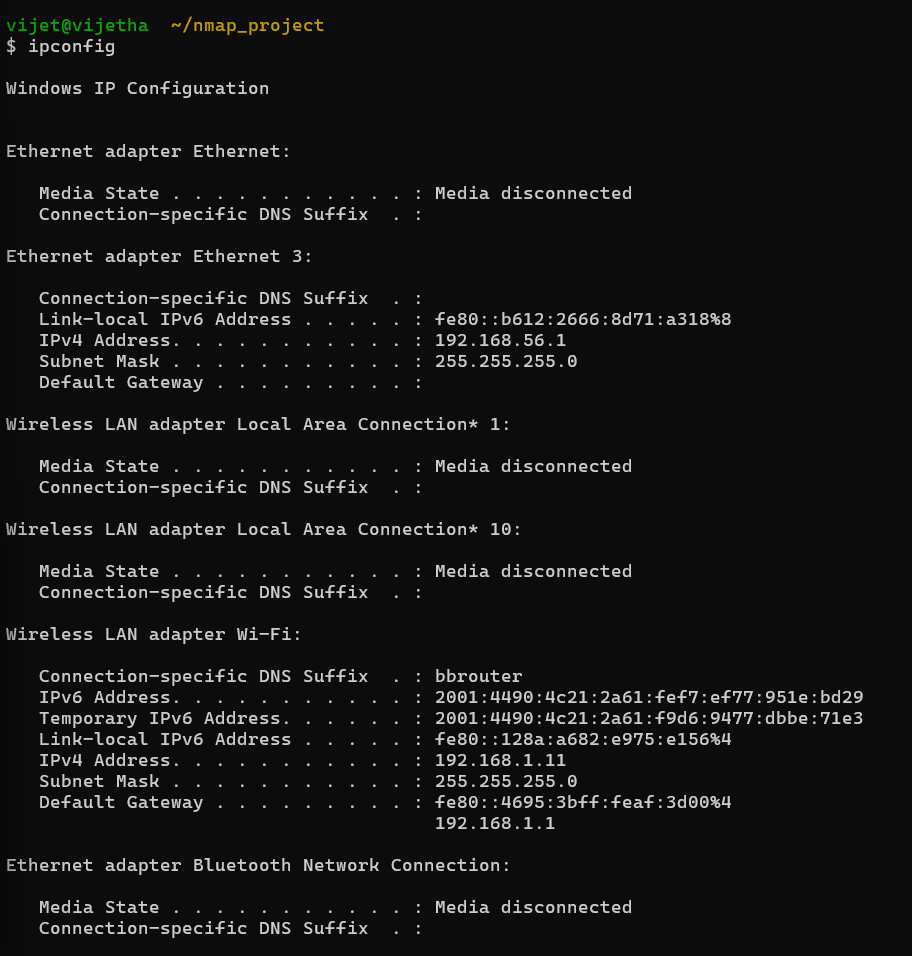 vijet@vijetha  ~/nmap_project
$ ipconfig
Windows IP Configuration
Ethernet adapter Ethernet:
   Media State . . . . . . . . . . . : Media disconnected
   Connection-specific DNS Suffix  . :
Ethernet adapter Ethernet 3:
   Connection-specific DNS Suffix  . :
   Link-local IPv6 Address . . . . . : fe80::b612:2666:8d71:a318%8
   IPv4 Address. . . . . . . . . . . : 192.168.56.1
   Subnet Mask . . . . . . . . . . . : 255.255.255.0
   Default Gateway . . . . . . . . . :
Wireless LAN adapter Local Area Connection* 1:
   Media State . . . . . . . . . . . : Media disconnected
   Connection-specific DNS Suffix  . :
Wireless LAN adapter Local Area Connection* 10:
   Media State . . . . . . . . . . . : Media disconnected
   Connection-specific DNS Suffix  . :
Wireless LAN adapter Wi-Fi:
   Connection-specific DNS Suffix  . : bbrouter
   IPv6 Address. . . . . . . . . . . : 2001:4490:4c21:2a61:fef7:ef77:951e:bd29
   Temporary IPv6 Address. . . . . . : 2001:4490:4c21:2a61:f9d6:9477:dbbe:71e3
   Link-local IPv6 Address . . . . . : fe80::128a:a682:e975:e156%4
   IPv4 Address. . . . . . . . . . . : 192.168.1.11
   Subnet Mask . . . . . . . . . . . : 255.255.255.0
   Default Gateway . . . . . . . . . : fe80::4695:3bff:feaf:3d00%4
                                       192.168.1.1
Ethernet adapter Bluetooth Network Connection:
   Media State . . . . . . . . . . . : Media disconnected
   Connection-specific DNS Suffix  . :